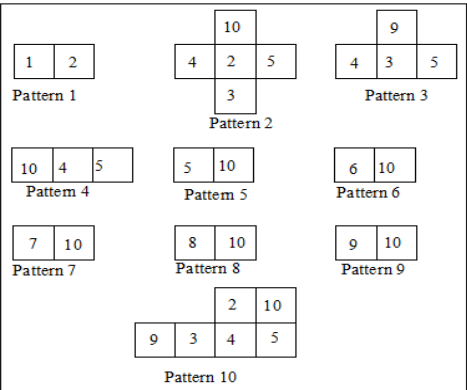 10
9
1 2
4 2 5
4 3 5
3
Pattern 1
Pattern 2
Pattern 3
10 4 5
5 10
6 10
Pattern 4
Pattern 5
Pattern 6
7 10
8 10
9 10
Pattern 7
Pattern 8
Pattern 9
2 10
9 3 4 5
Pattern 10